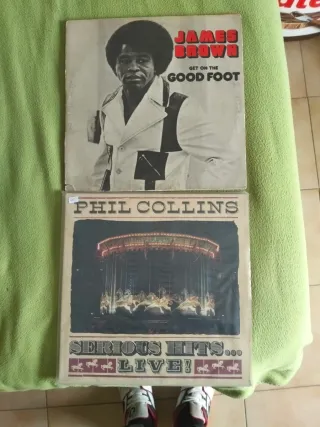 JAMES
BROWN
GET ON THE
GOOD FOOT
PHIL COLLINS
SERIOUS HITS...
LIVE!